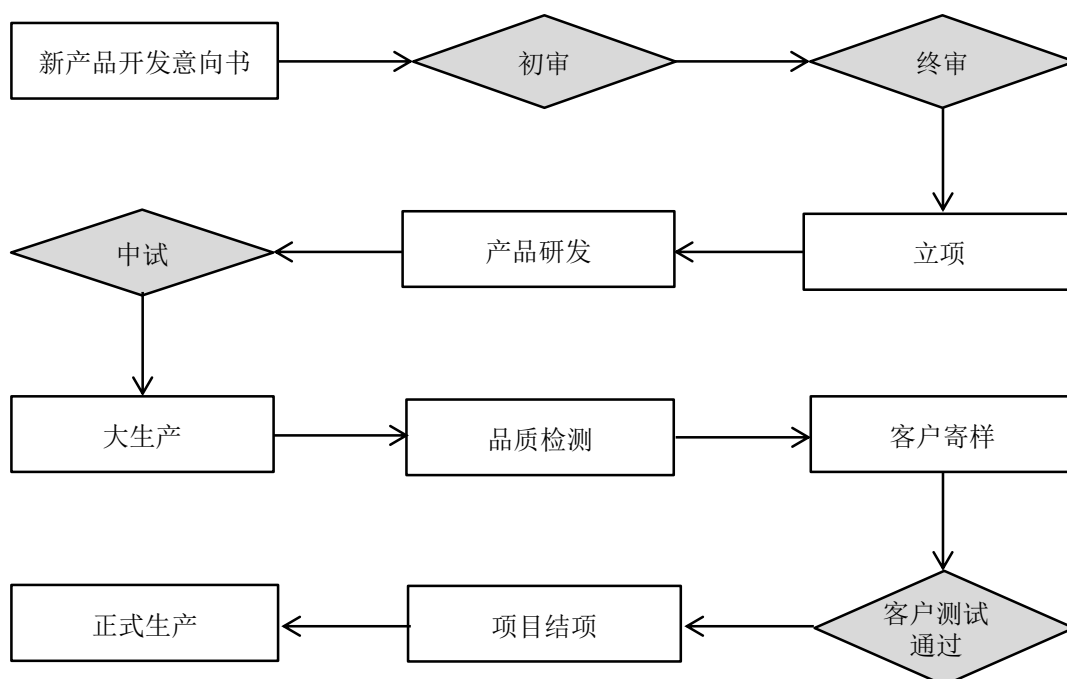 新产品开发意向书
初审
终审
中试
产品研发
立项
大生产
品质检测
客户寄样
正式生产
项目结项
客户测试
通过